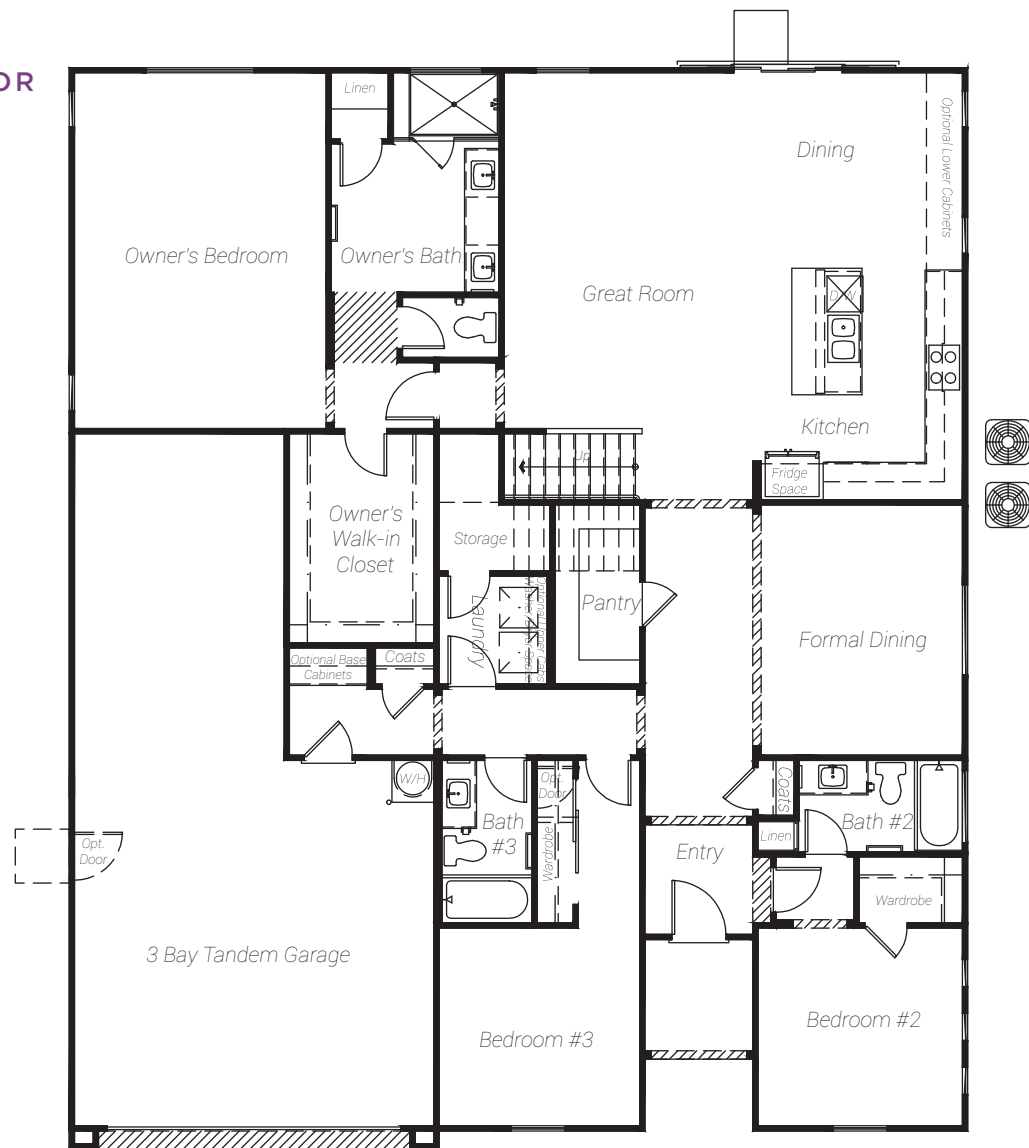 OR
Linen
Dining
Optional Lower Cabinets
Owner's Bedroom
Owner's Bath
Great Room
D/W
Kitchen
Up
Fridge
Space
Owner's
Walk-in
Closet
Storage
Laundry
Pantry
Formal Dining
Optional Base
Cabinets
Coats
W/H
Opt.
Door
Wardrobe
Bath
#3
Coats
Linen
Bath #2
Entry
Opt.
Door
Wardrobe
3 Bay Tandem Garage
Bedroom #3
Bedroom #2